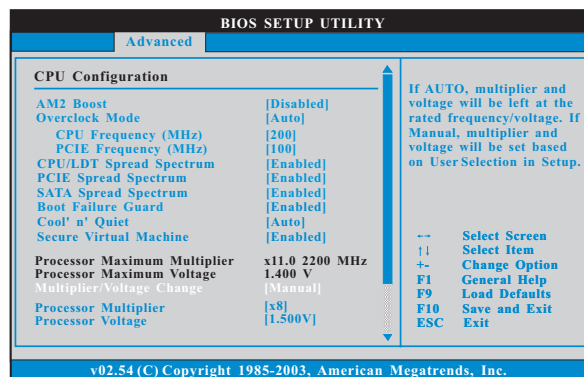 BIOS SETUP UTILITY
Advanced
CPU Configuration
AM2 Boost [Disabled]
Overclock Mode [Auto]
CPU Frequency (MHz) [200]
PCIE Frequency (MHz) [100]
CPU/LDT Spread Spectrum [Enabled]
PCIE Spread Spectrum [Enabled]
SATA Spread Spectrum [Enabled]
Boot Failure Guard [Enabled]
Cool' n' Quiet [Auto]
Secure Virtual Machine [Enabled]
Processor Maximum Multiplier x11.0 2200 MHz
Processor Maximum Voltage 1.400 V
Multiplier/Voltage Change [Manual]
Processor Multiplier [x8]
Processor Voltage [1.500V]
If AUTO, multiplier and
voltage will be left at the
rated frequency/voltage. If
Manual, multiplier and
voltage will be set based
on User Selection in Setup.
←→ Select Screen
↑↓ Select Item
+- Change Option
F1 General Help
F9 Load Defaults
F10 Save and Exit
ESC Exit
v02.54 (C) Copyright 1985-2003, American Megatrends, Inc.